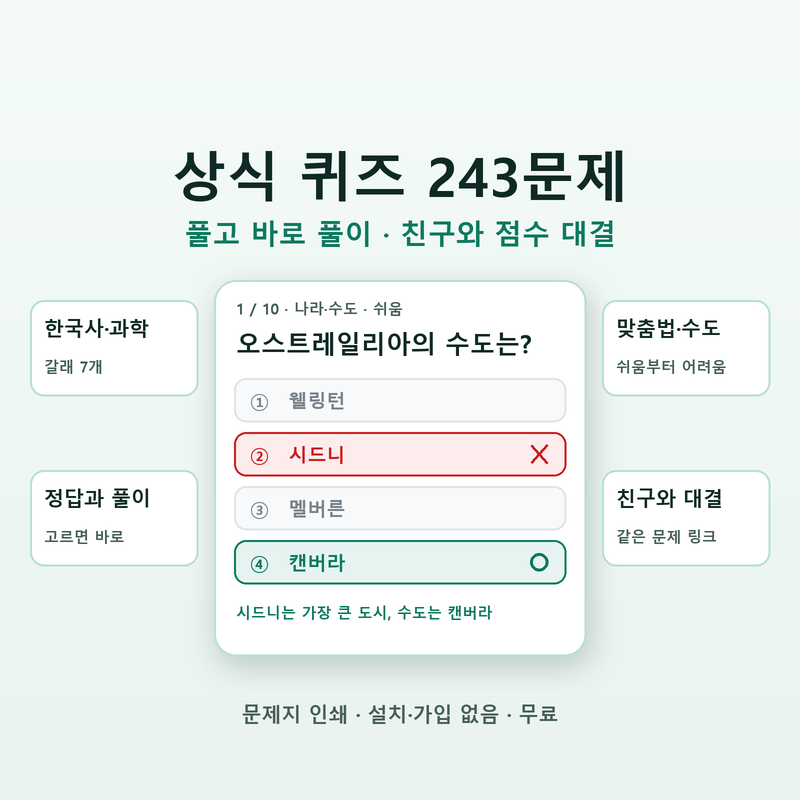 상식 퀴즈 243문제
풀고 바로 풀이 · 친구와 점수 대결
한국사·과학
갈래 7개
정답과 풀이
고르면 바로
1 / 10 · 나라·수도 · 쉬움
오스트레일리아의 수도는?
① 웰링턴
② 시드니 X
③ 멜버른
④ 캔버라 O
시드니는 가장 큰 도시, 수도는 캔버라
맞춤법·수도
쉬움부터 어려움
친구와 대결
같은 문제 링크
문제지 인쇄 · 설치·가입 없음 · 무료